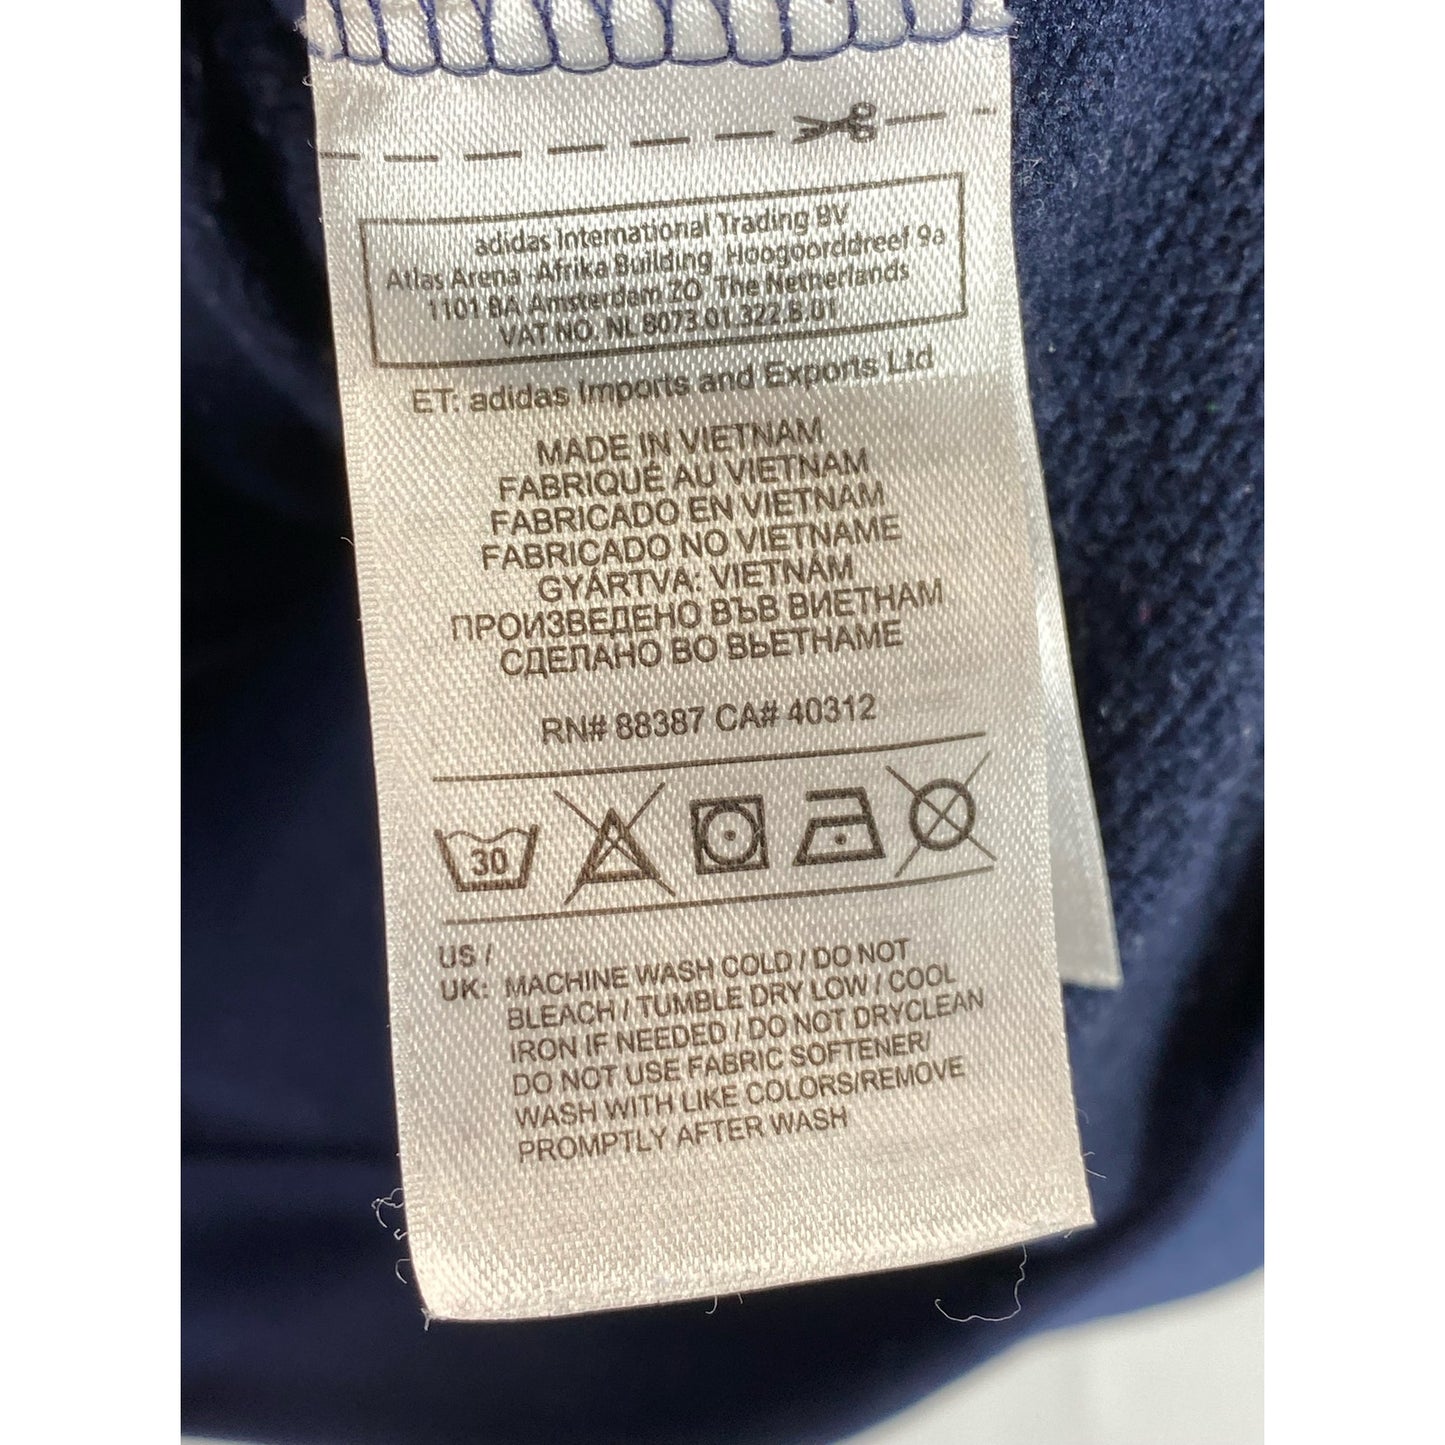 adidas International Trading BV
Atlas Arena -Afrika Building Hoogoorddreef 9a
1101 BA Amsterdam ZO The Netherlands
VAT NO. NL 8073.01.322.B.01
ET: adidas Imports and Exports Ltd
MADE IN VIETNAM
FABRIQUÉ AU VIETNAM
FABRICADO EN VIETNAM
FABRICADO NO VIETNAME
GYÁRTVA: VIETNÁM
ПРОИЗВЕДЕНО ВЪВ ВИЕТНАМ
СДЕЛАНО ВО ВЬЕТНАМЕ
RN# 88387 CA# 40312
30
US /
UK: MACHINE WASH COLD / DO NOT
BLEACH / TUMBLE DRY LOW / COOL
IRON IF NEEDED / DO NOT DRYCLEAN
DO NOT USE FABRIC SOFTENER/
WASH WITH LIKE COLORS/REMOVE
PROMPTLY AFTER WASH